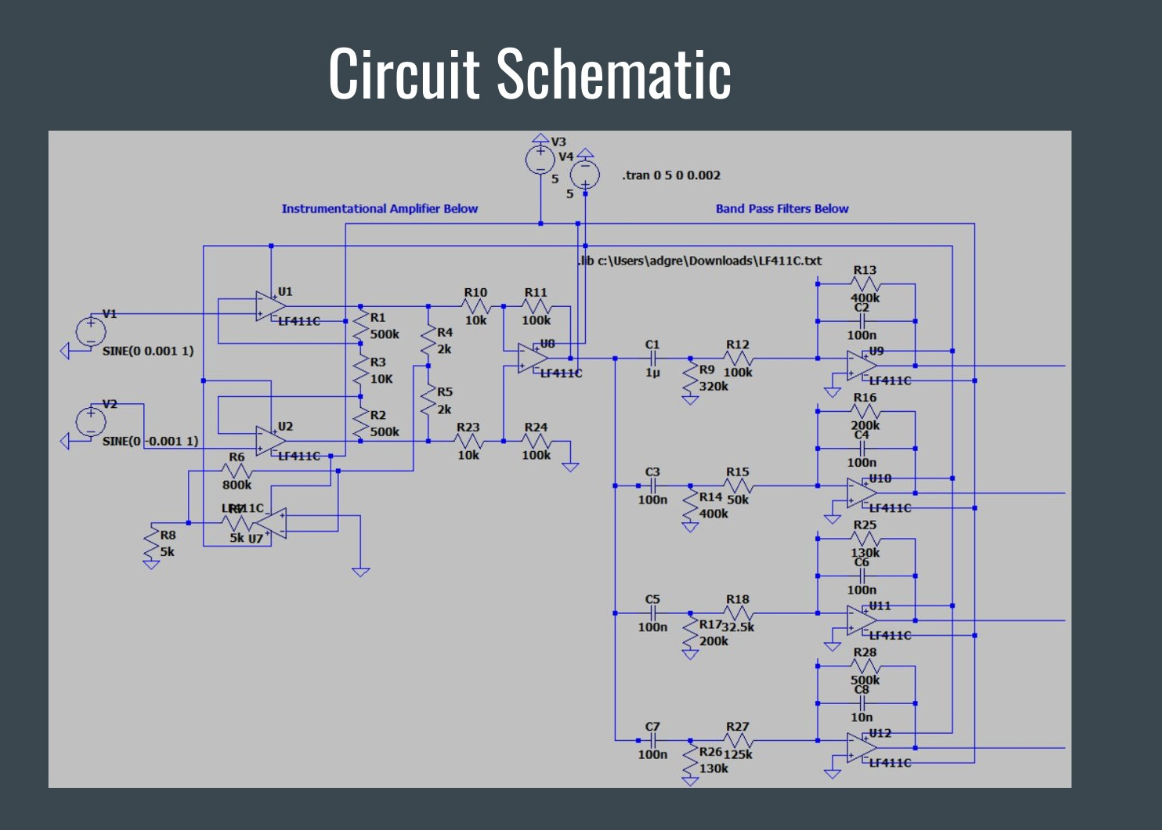 Circuit Schematic
V3
V4
5
5
.tran 0 5 0 0.002
Instrumentational Amplifier Below
Band Pass Filters Below
.lib c:\Users\adgre\Downloads\LF411C.txt
V1
SINE(0 0.001 1)
V2
SINE(0 -0.001 1)
U1
LF411C
U2
LF411C
R1
500k
R3
10K
R2
500k
R4
2k
R5
2k
R10
10k
R11
100k
U8
LF411C
R23
10k
R24
100k
R6
800k
LF411C
5k
U7
R8
5k
C1
1µ
R9
320k
R12
100k
R13
400k
C2
100n
U9
LF411C
C3
100n
R14
400k
R15
50k
R16
200k
C4
100n
U10
LF411C
C5
100n
R17
200k
R18
32.5k
R25
130k
C6
100n
U11
LF411C
C7
100n
R26
130k
R27
125k
R28
500k
C8
10n
U12
LF411C